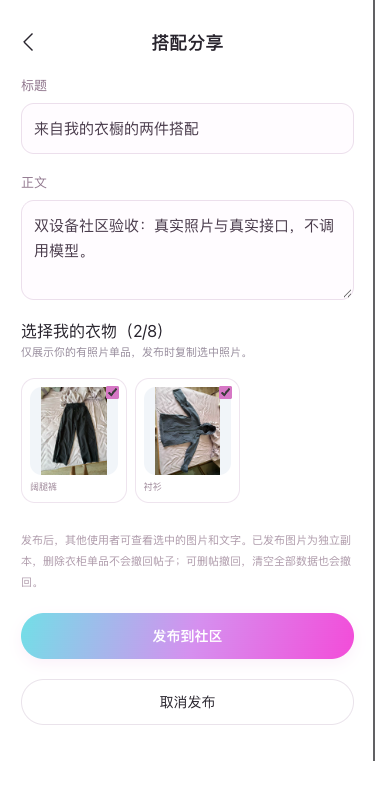 搭配分享
标题
来自我的衣橱的两件搭配
正文
双设备社区验收：真实照片与真实接口，不调
用模型。
选择我的衣物（2/8）
仅展示你的有照片单品，发布时复制选中照片。
阔腿裤
衬衫
发布后，其他使用者可查看选中的图片和文字。已发布图片为独立副
本，删除衣柜单品不会撤回帖子；可删帖撤回，清空全部数据也会撤
回。
发布到社区
取消发布